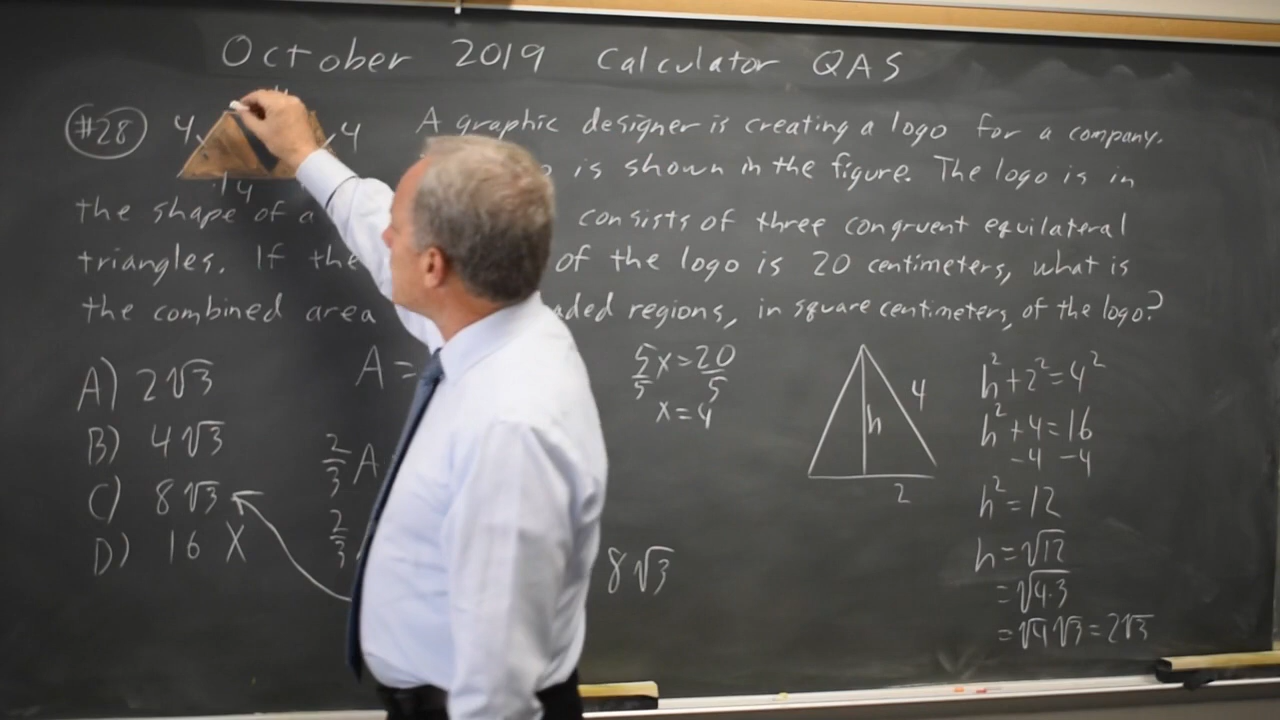 October 2019 Calculator QAS
#28 4 4 A graphic designer is creating a logo for a company.
is shown in the figure. The logo is in
4
the shape of a consists of three congruent equilateral
triangles. If the of the logo is 20 centimeters, what is
the combined area aded regions, in square centimeters, of the logo?
A) 2√3
B) 4√3
C) 8√3
D) 16 X
A =
2/3 A
2/3
8√3
5x = 20
5 5
x = 4
4
h
2
h²+2²=4²
h²+4=16
-4 -4
h²=12
h=√12
=√4·3
=√4√3=2√3